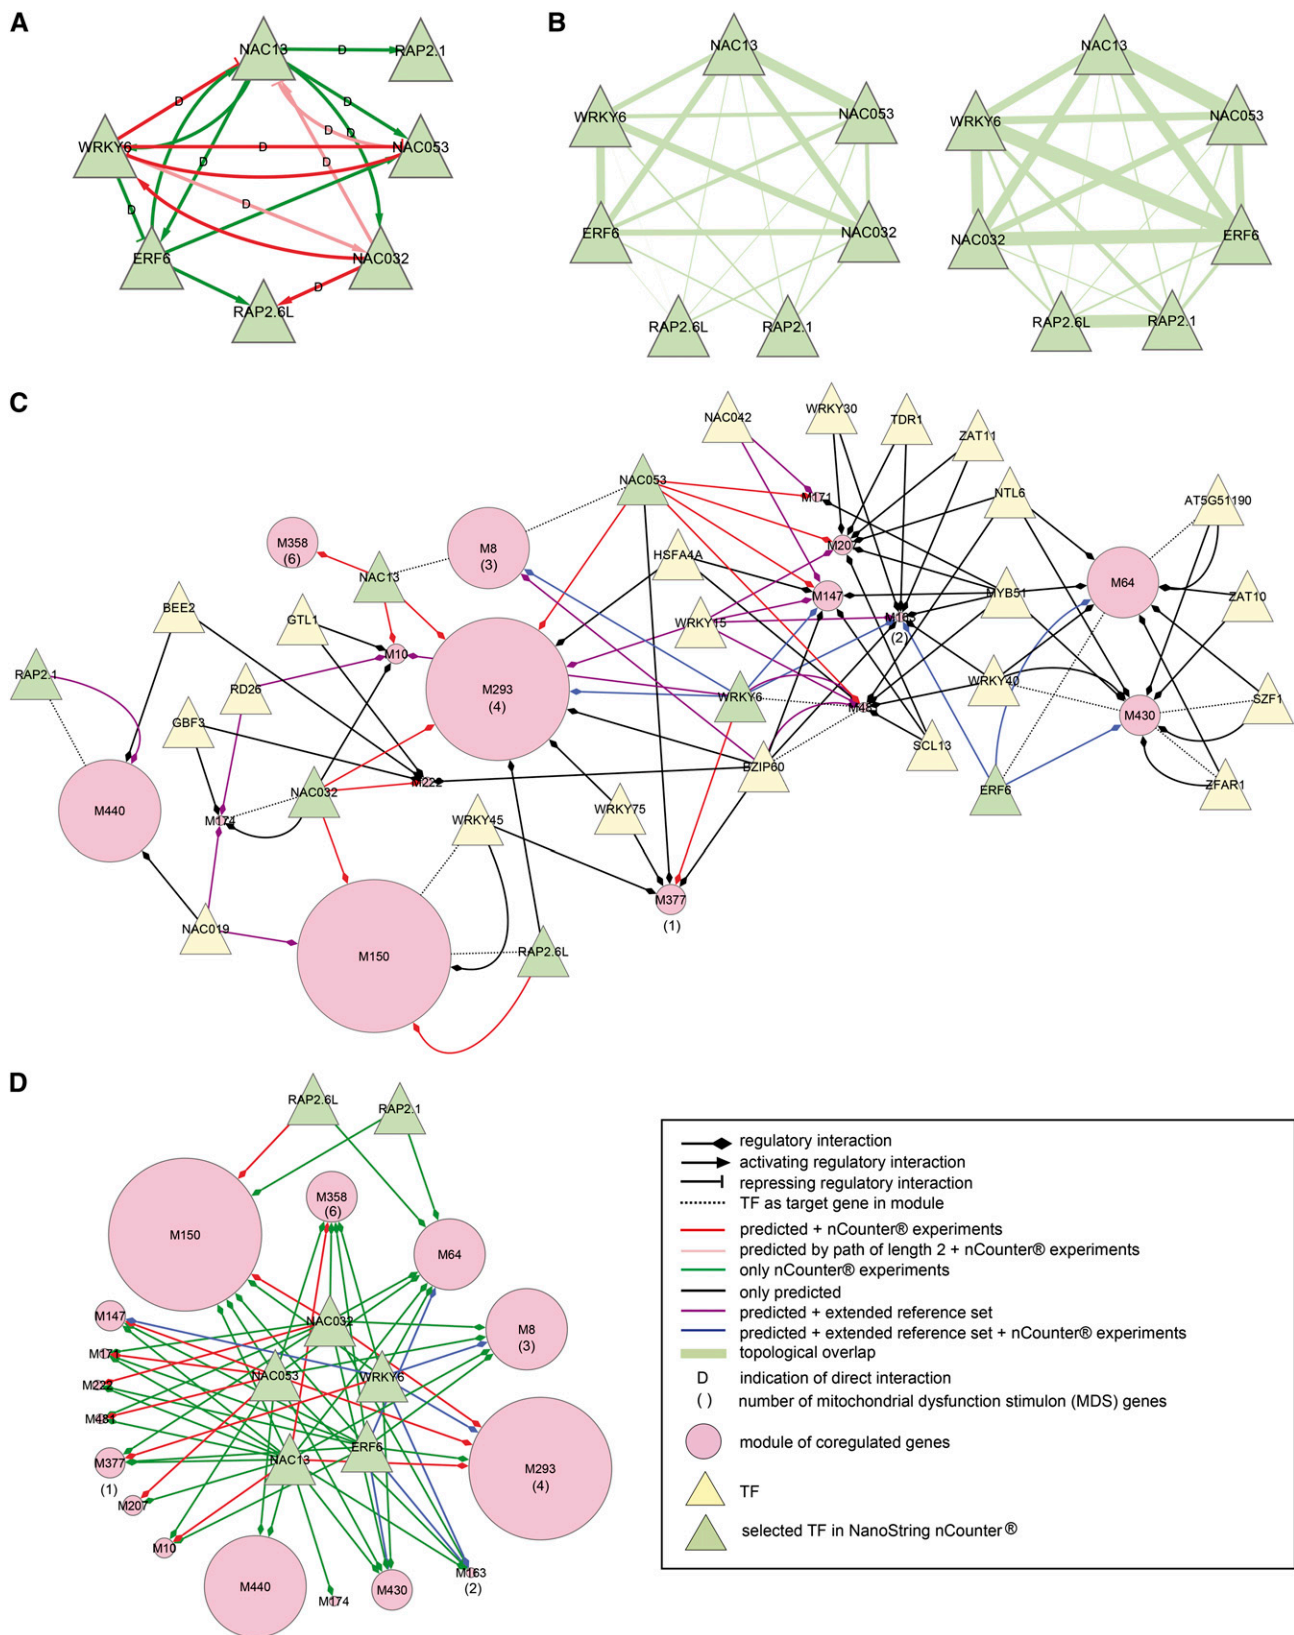 A
NAC13
RAP2.1
D
D
D
D
D
WRKY6
D
D
NAC053
D
D
D
D
ERF6
NAC032
D
RAP2.6L
B
NAC13
WRKY6
NAC053
ERF6
NAC032
RAP2.6L
RAP2.1
NAC13
WRKY6
NAC053
NAC032
ERF6
RAP2.6L
RAP2.1
C
NAC042
WRKY30
TDR1
ZAT11
NAC053
M171
NTL6
AT5G51190
M358
(6)
M8
(3)
HSFA4A
M207
NAC13
M64
BEE2
GTL1
M147
MYB51
ZAT10
WRKY15
M163
(2)
M10
RAP2.1
RD26
M293
(4)
WRKY6
WRKY40
M481
M430
SZF1
GBF3
SCL13
BZIP60
M222
NAC032
ERF6
ZFAR1
M440
M174
WRKY45
WRKY75
M377
(1)
NAC019
M150
RAP2.6L
D
RAP2.6L
RAP2.1
M358
(6)
M150
M64
M147
NAC032
M8
(3)
M171
NAC053
WRKY6
M222
M481
ERF6
M377
(1)
NAC13
M293
(4)
M207
M10
M440
M174
M430
M163
(2)
regulatory interaction
activating regulatory interaction
repressing regulatory interaction
TF as target gene in module
predicted + nCounter® experiments
predicted by path of length 2 + nCounter® experiments
only nCounter® experiments
only predicted
predicted + extended reference set
predicted + extended reference set + nCounter® experiments
topological overlap
D indication of direct interaction
( ) number of mitochondrial dysfunction stimulon (MDS) genes
module of coregulated genes
TF
selected TF in NanoString nCounter®